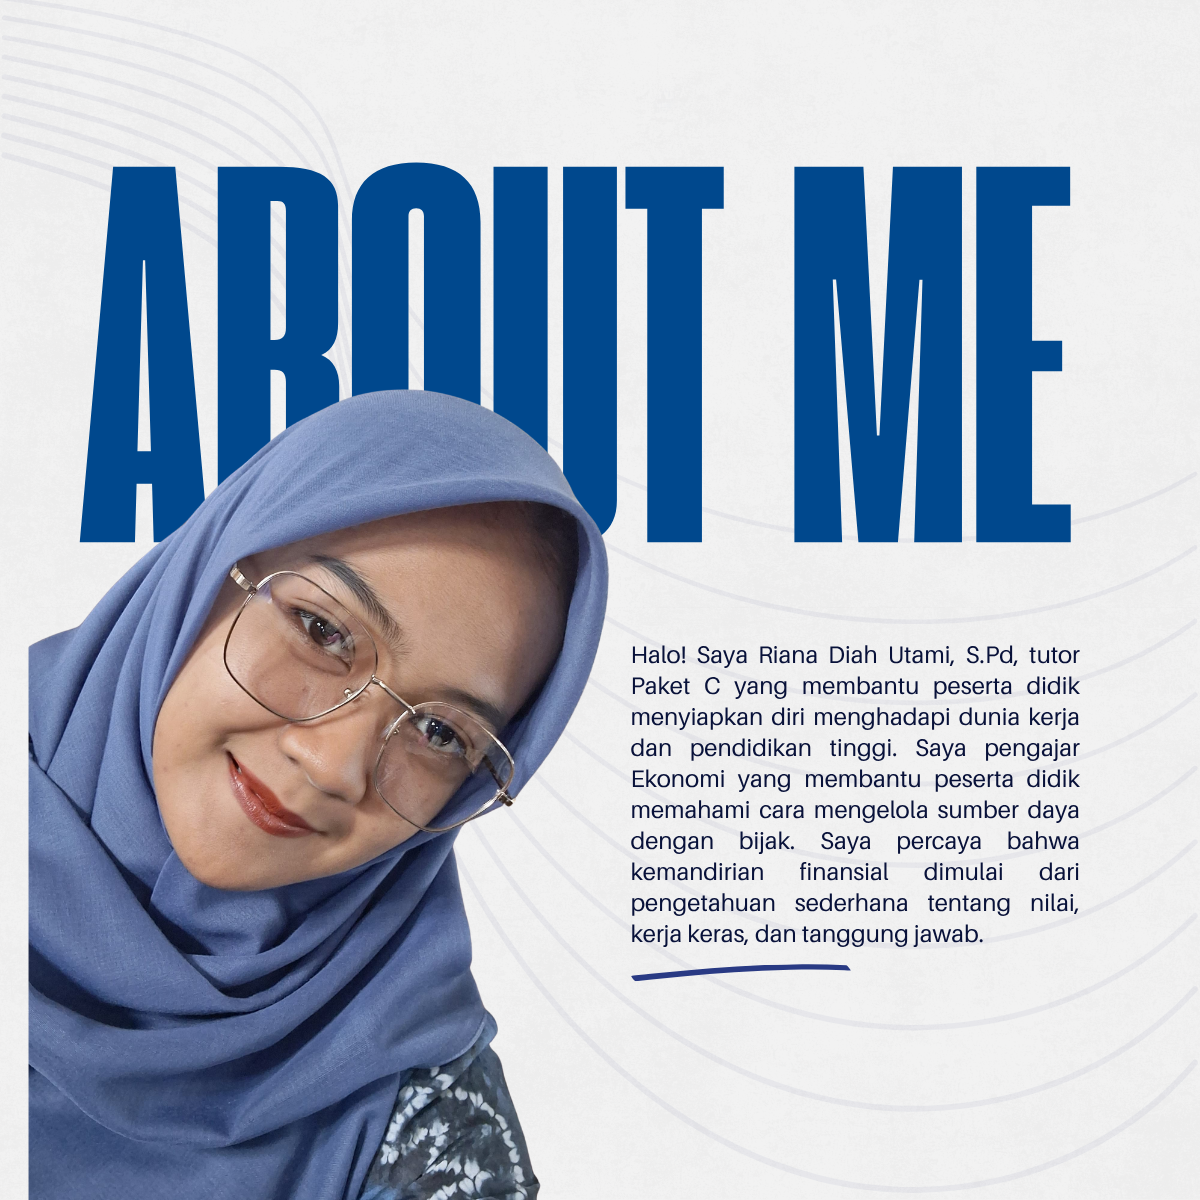 ABOUT ME
Halo! Saya Riana Diah Utami, S.Pd, tutor
Paket C yang membantu peserta didik
menyiapkan diri menghadapi dunia kerja
dan pendidikan tinggi. Saya pengajar
Ekonomi yang membantu peserta didik
memahami cara mengelola sumber daya
dengan bijak. Saya percaya bahwa
kemandirian finansial dimulai dari
pengetahuan sederhana tentang nilai,
kerja keras, dan tanggung jawab.